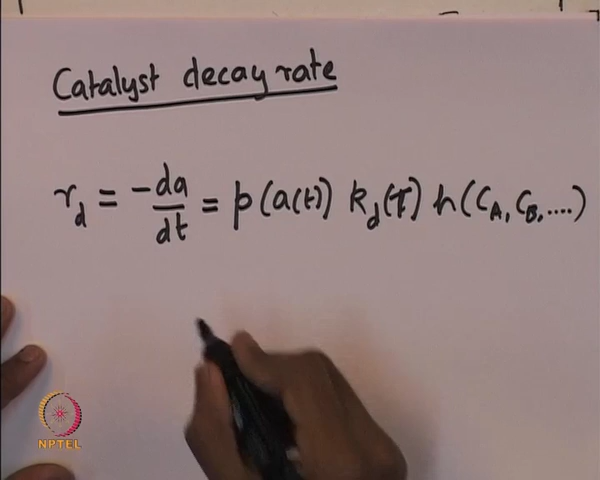 Catalyst decay rate
r_d = -da/dt = p(a(t)) k_d(T) h(C_A, C_B, ....)
NPTEL